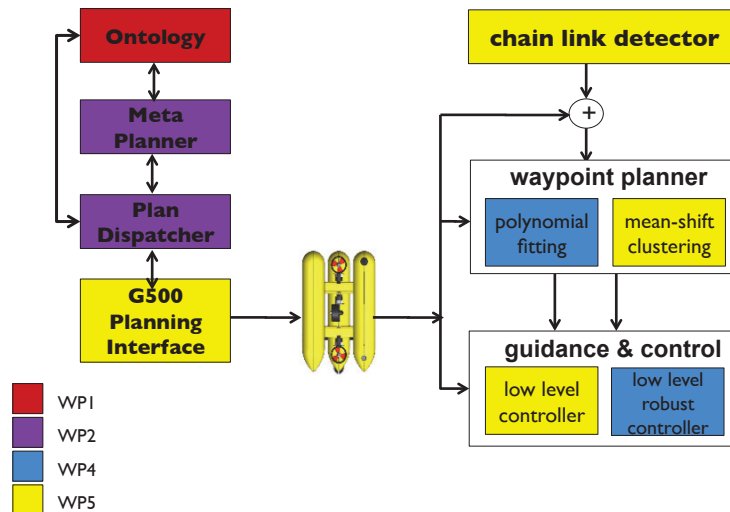 Ontology
Meta
Planner
Plan
Dispatcher
G500
Planning
Interface
WP1
WP2
WP4
WP5
chain link detector
+
waypoint planner
polynomial
fitting
mean-shift
clustering
guidance & control
low level
controller
low level
robust
controller